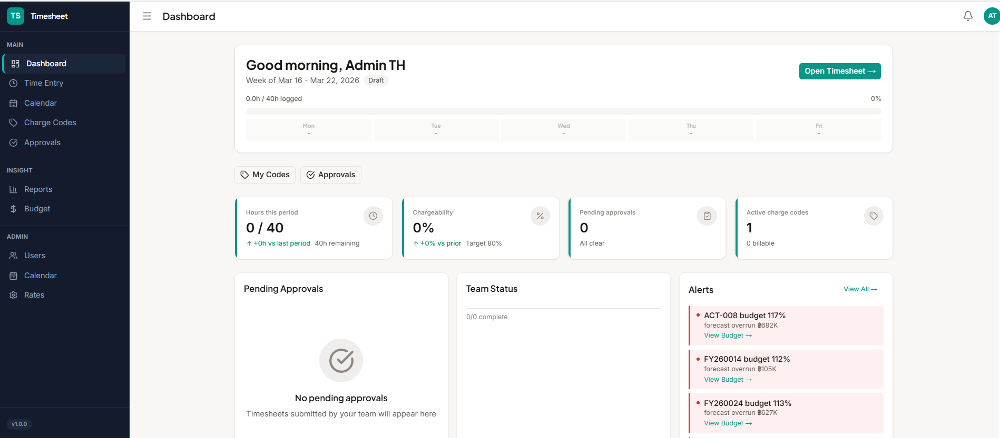 TS Timesheet
MAIN
Dashboard
Time Entry
Calendar
Charge Codes
Approvals
INSIGHT
Reports
Budget
ADMIN
Users
Calendar
Rates
v1.0.0
Dashboard
AT
Good morning, Admin TH
Week of Mar 16 - Mar 22, 2026 Draft
Open Timesheet →
0.0h / 40h logged
0%
Mon
-
Tue
-
Wed
-
Thu
-
Fri
-
My Codes
Approvals
Hours this period
0 / 40
↑ +0h vs last period 40h remaining
Chargeability
0%
↑ +0% vs prior Target 80%
Pending approvals
0
All clear
Active charge codes
1
0 billable
Pending Approvals
No pending approvals
Timesheets submitted by your team will appear here
Team Status
0/0 complete
Alerts
View All →
ACT-008 budget 117%
forecast overrun ฿682K
View Budget →
FY260014 budget 112%
forecast overrun ฿105K
View Budget →
FY260024 budget 113%
forecast overrun ฿627K
View Budget →